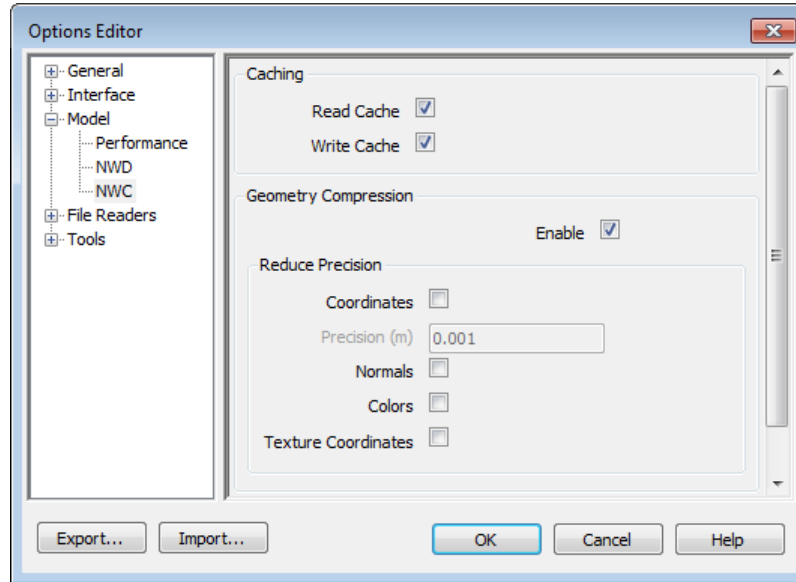 Options Editor
General
Interface
Model
Performance
NWD
NWC
File Readers
Tools
Caching
Read Cache
Write Cache
Geometry Compression
Enable
Reduce Precision
Coordinates
Precision (m) 0.001
Normals
Colors
Texture Coordinates
Export... Import... OK Cancel Help